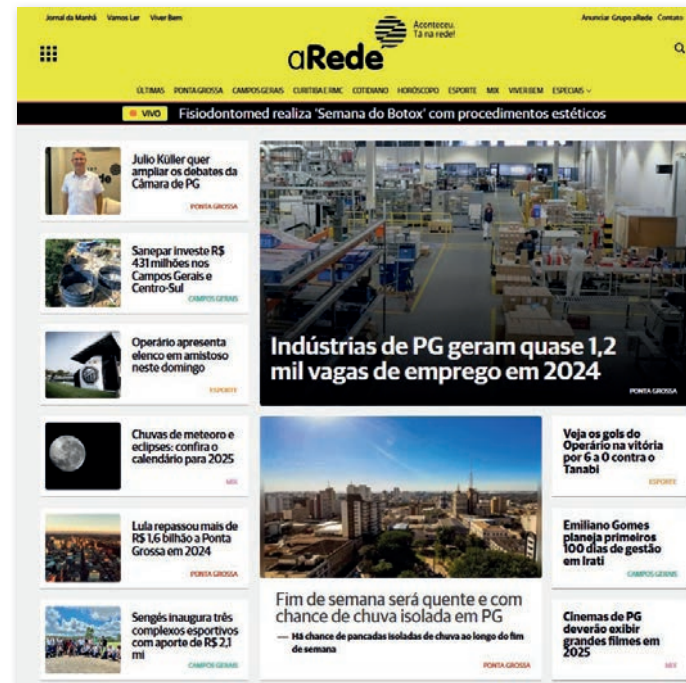 Jornal da Manhã Vamos Ler Viver Bem
Anunciar Grupo aRede Contato
Aconteceu.
Tá na rede!
aRede
ÚLTIMAS PONTA GROSSA CAMPOS GERAIS CURITIBA E RMC COTIDIANO HORÓSCOPO ESPORTE MIX VIVER BEM ESPECIAIS
VIVO Fisiodontomed realiza 'Semana do Botox' com procedimentos estéticos
Julio Küller quer
ampliar os debates da
Câmara de PG
PONTA GROSSA
Sanepar investe R$
431 milhões nos
Campos Gerais e
Centro-Sul
CAMPOS GERAIS
Operário apresenta
elenco em amistoso
neste domingo
ESPORTE
Chuvas de meteoro e
eclipses: confira o
calendário para 2025
MIX
Lula repassou mais de
R$ 1,6 bilhão a Ponta
Grossa em 2024
PONTA GROSSA
Sengés inaugura três
complexos esportivos
com aporte de R$ 2,1
mi
CAMPOS GERAIS
Indústrias de PG geram quase 1,2
mil vagas de emprego em 2024
PONTA GROSSA
Fim de semana será quente e com
chance de chuva isolada em PG
— Há chance de pancadas isoladas de chuva ao longo do fim
de semana
PONTA GROSSA
Veja os gols do
Operário na vitória
por 6 a 0 contra o
Tanabi
ESPORTE
Emiliano Gomes
planeja primeiros
100 dias de gestão
em Irati
CAMPOS GERAIS
Cinemas de PG
deverão exibir
grandes filmes em
2025
MIX